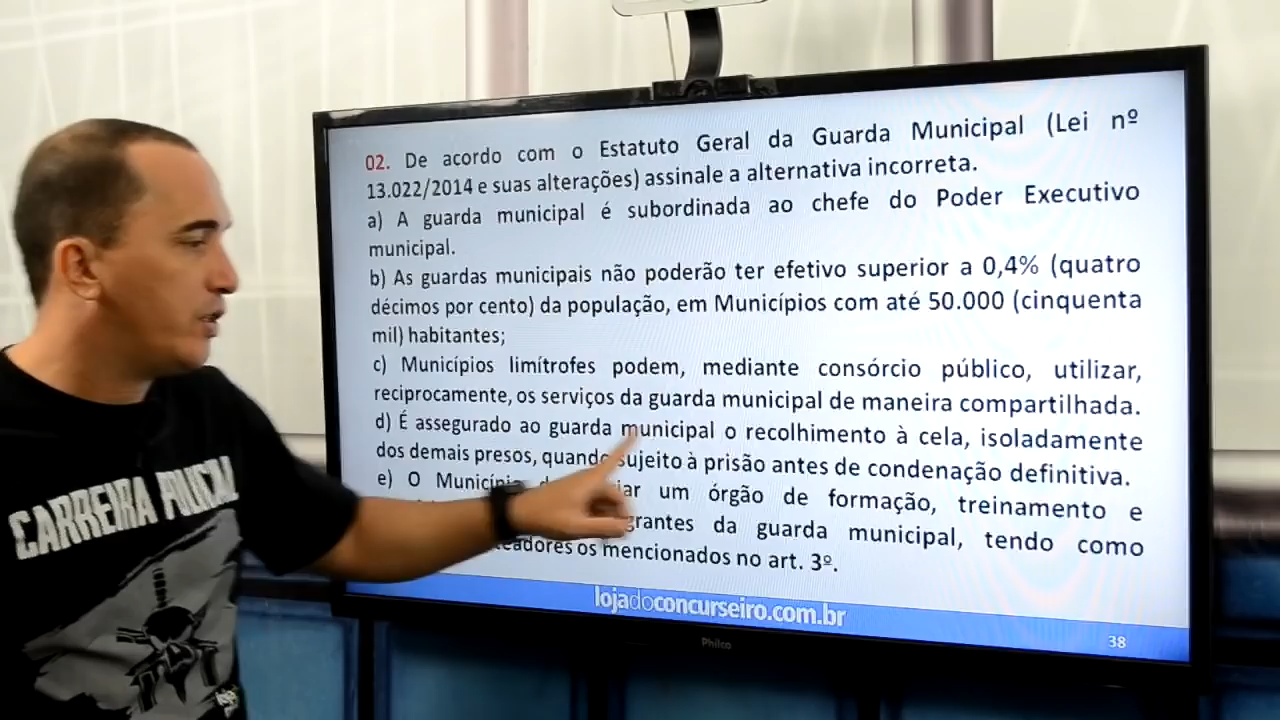 02. De acordo com o Estatuto Geral da Guarda Municipal (Lei nº
13.022/2014 e suas alterações) assinale a alternativa incorreta.
a) A guarda municipal é subordinada ao chefe do Poder Executivo
municipal.
b) As guardas municipais não poderão ter efetivo superior a 0,4% (quatro
décimos por cento) da população, em Municípios com até 50.000 (cinquenta
mil) habitantes;
c) Municípios limítrofes podem, mediante consórcio público, utilizar,
reciprocamente, os serviços da guarda municipal de maneira compartilhada.
d) É assegurado ao guarda municipal o recolhimento à cela, isoladamente
dos demais presos, quando sujeito à prisão antes de condenação definitiva.
e) O um órgão de formação, treinamento e
da guarda municipal, tendo como
os mencionados no art. 3º.
lojadoconcurseiro.com.br
38
Philco
CARREIRA POLICIAL